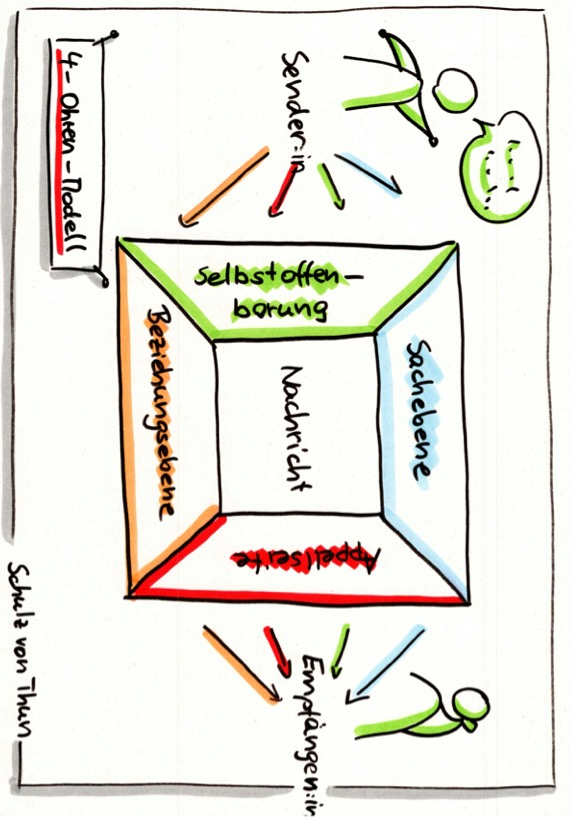 Sachebene
Sender:in
Selbstoffen-
barung
Nachricht
Appellseite
Empfänger:in
Beziehungsebene
4-Ohren-Modell
Schulz von Thun